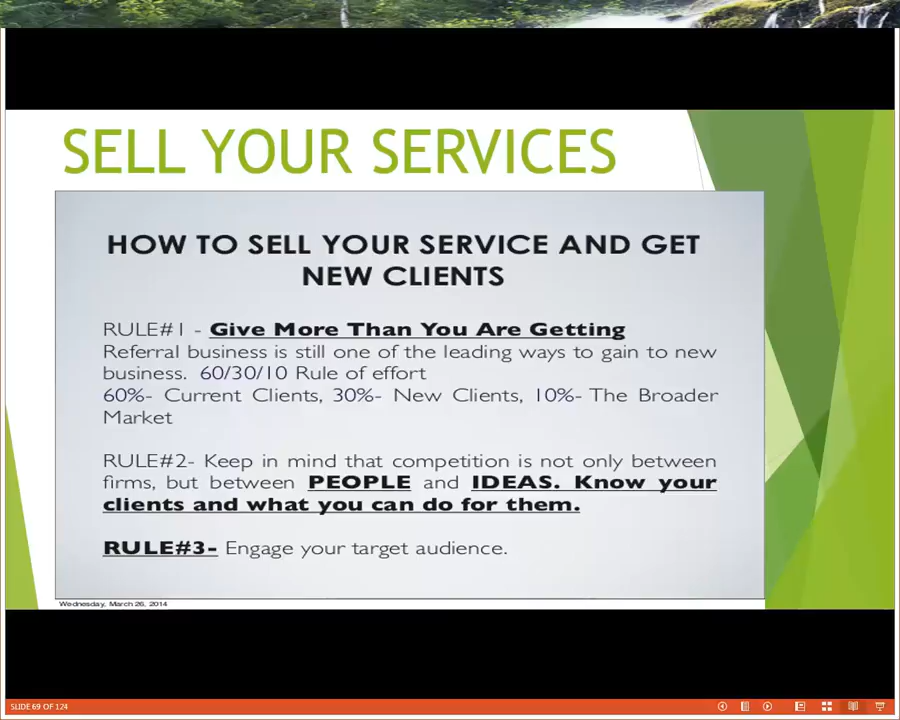 SELL YOUR SERVICES
HOW TO SELL YOUR SERVICE AND GET
NEW CLIENTS
RULE#1 - Give More Than You Are Getting
Referral business is still one of the leading ways to gain to new
business. 60/30/10 Rule of effort
60%- Current Clients, 30%- New Clients, 10%- The Broader
Market
RULE#2- Keep in mind that competition is not only between
firms, but between PEOPLE and IDEAS. Know your
clients and what you can do for them.
RULE#3- Engage your target audience.
Wednesday, March 26, 2014
SLIDE 69 OF 124